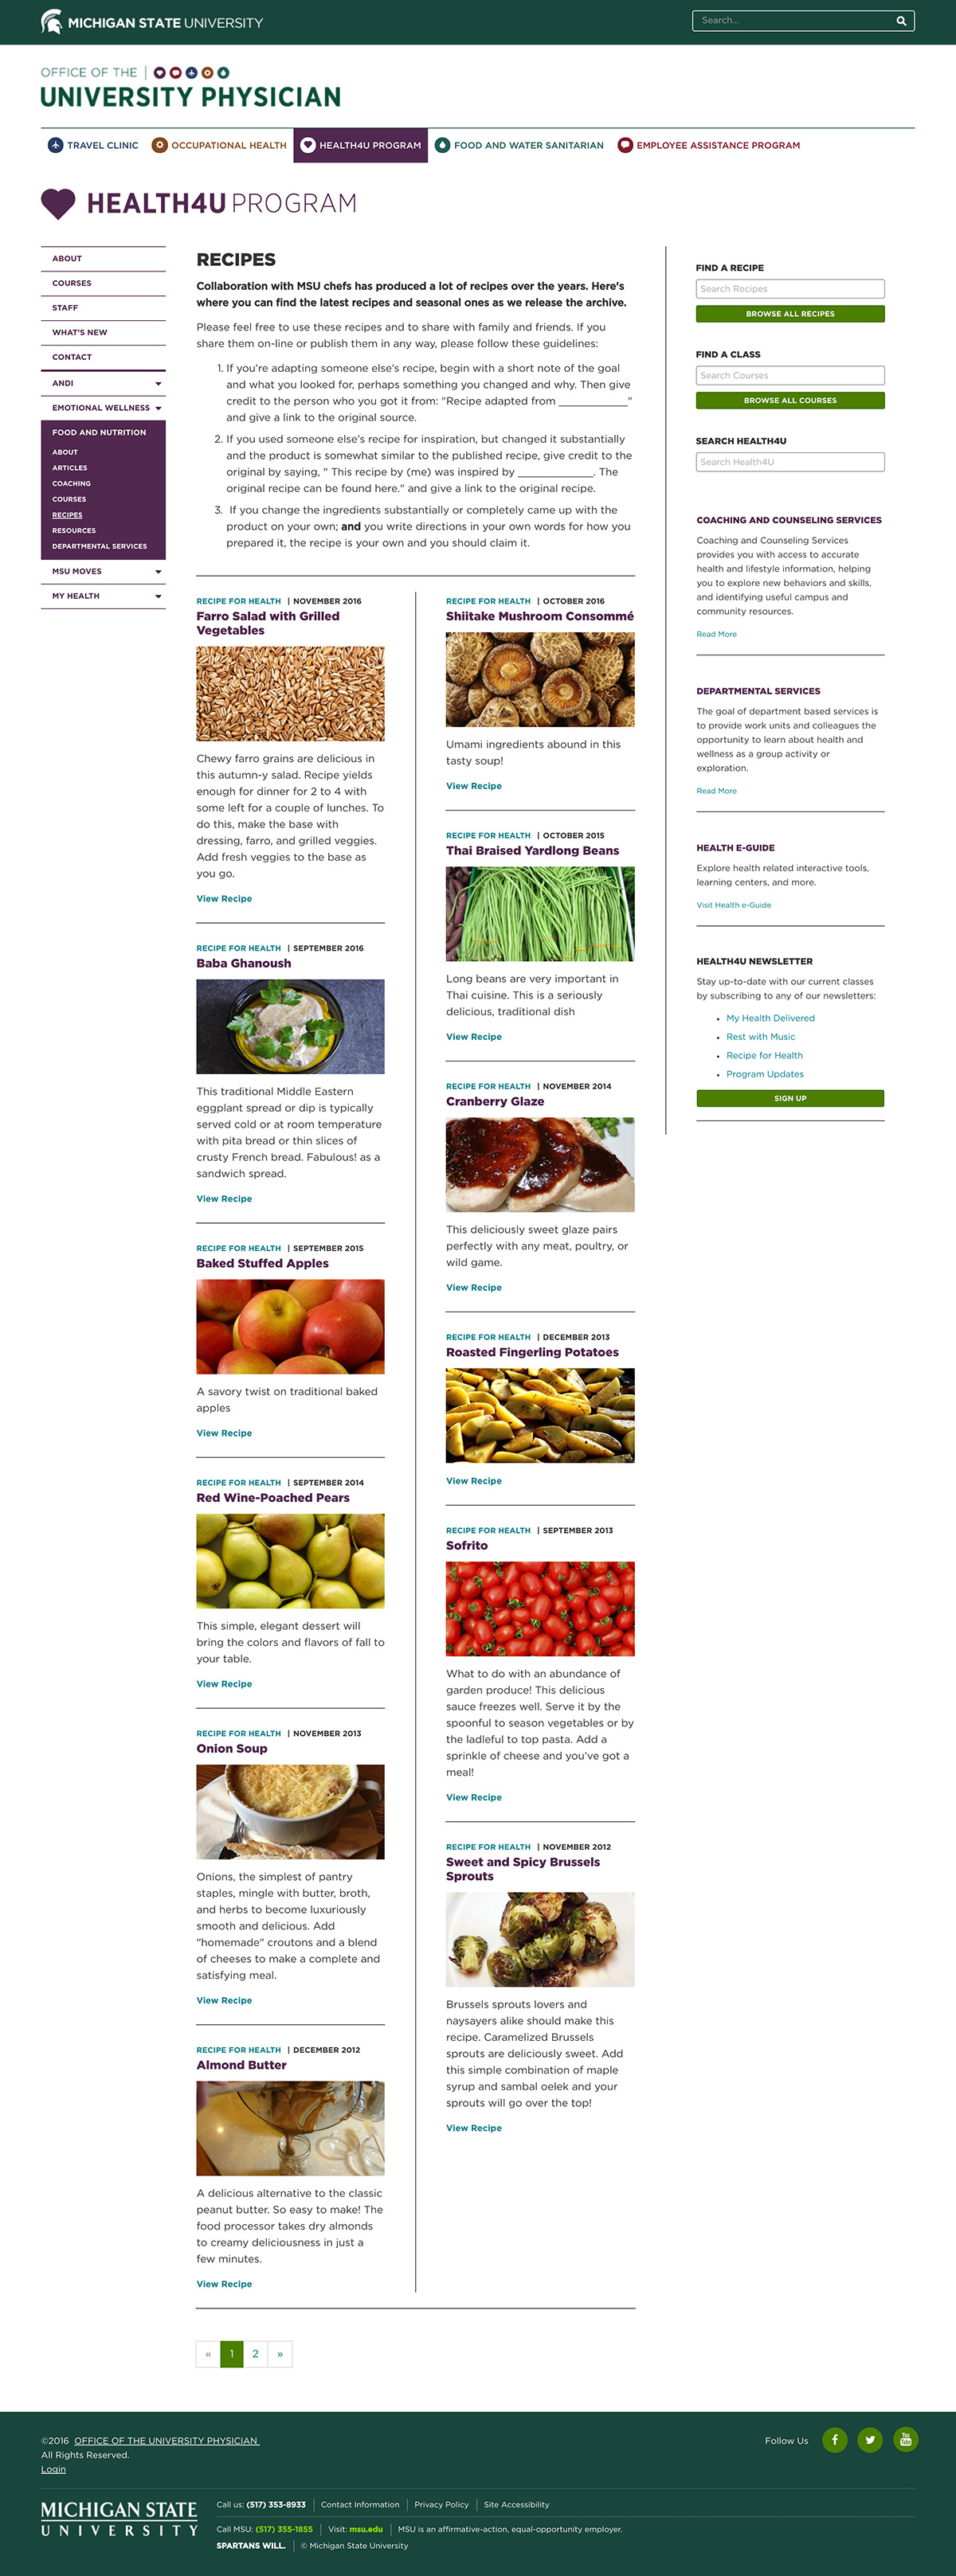 MICHIGAN STATE UNIVERSITY
Search...
OFFICE OF THE
UNIVERSITY PHYSICIAN
TRAVEL CLINIC
OCCUPATIONAL HEALTH
HEALTH4U PROGRAM
FOOD AND WATER SANITARIAN
EMPLOYEE ASSISTANCE PROGRAM
HEALTH4U PROGRAM
ABOUT
COURSES
STAFF
WHAT'S NEW
CONTACT
ANDI
EMOTIONAL WELLNESS
FOOD AND NUTRITION
ABOUT
ARTICLES
COACHING
COURSES
RECIPES
RESOURCES
DEPARTMENTAL SERVICES
MSU MOVES
MY HEALTH
RECIPES
Collaboration with MSU chefs has produced a lot of recipes over the years. Here's
where you can find the latest recipes and seasonal ones as we release the archive.
Please feel free to use these recipes and to share with family and friends. If you
share them on-line or publish them in any way, please follow these guidelines:
1. If you're adapting someone else's recipe, begin with a short note of the goal
and what you looked for, perhaps something you changed and why. Then give
credit to the person who you got it from: "Recipe adapted from ____________"
and give a link to the original source.
2. If you used someone else's recipe for inspiration, but changed it substantially
and the product is somewhat similar to the published recipe, give credit to the
original by saying, " This recipe by (me) was inspired by _____________. The
original recipe can be found here." and give a link to the original recipe.
3. If you change the ingredients substantially or completely came up with the
product on your own; and you write directions in your own words for how you
prepared it, the recipe is your own and you should claim it.
RECIPE FOR HEALTH | NOVEMBER 2016
Farro Salad with Grilled
Vegetables
Chewy farro grains are delicious in
this autumn-y salad. Recipe yields
enough for dinner for 2 to 4 with
some left for a couple of lunches. To
do this, make the base with
dressing, farro, and grilled veggies.
Add fresh veggies to the base as
you go.
View Recipe
RECIPE FOR HEALTH | SEPTEMBER 2016
Baba Ghanoush
This traditional Middle Eastern
eggplant spread or dip is typically
served cold or at room temperature
with pita bread or thin slices of
crusty French bread. Fabulous! as a
sandwich spread.
View Recipe
RECIPE FOR HEALTH | SEPTEMBER 2015
Baked Stuffed Apples
A savory twist on traditional baked
apples
View Recipe
RECIPE FOR HEALTH | SEPTEMBER 2014
Red Wine-Poached Pears
This simple, elegant dessert will
bring the colors and flavors of fall to
your table.
View Recipe
RECIPE FOR HEALTH | NOVEMBER 2013
Onion Soup
Onions, the simplest of pantry
staples, mingle with butter, broth,
and herbs to become luxuriously
smooth and delicious. Add
"homemade" croutons and a blend
of cheeses to make a complete and
satisfying meal.
View Recipe
RECIPE FOR HEALTH | DECEMBER 2012
Almond Butter
A delicious alternative to the classic
peanut butter. So easy to make! The
food processor takes dry almonds
to creamy deliciousness in just a
few minutes.
View Recipe
RECIPE FOR HEALTH | OCTOBER 2016
Shiitake Mushroom Consommé
Umami ingredients abound in this
tasty soup!
View Recipe
RECIPE FOR HEALTH | OCTOBER 2015
Thai Braised Yardlong Beans
Long beans are very important in
Thai cuisine. This is a seriously
delicious, traditional dish
View Recipe
RECIPE FOR HEALTH | NOVEMBER 2014
Cranberry Glaze
This deliciously sweet glaze pairs
perfectly with any meat, poultry, or
wild game.
View Recipe
RECIPE FOR HEALTH | DECEMBER 2013
Roasted Fingerling Potatoes
View Recipe
RECIPE FOR HEALTH | SEPTEMBER 2013
Sofrito
What to do with an abundance of
garden produce! This delicious
sauce freezes well. Serve it by the
spoonful to season vegetables or by
the ladleful to top pasta. Add a
sprinkle of cheese and you've got a
meal!
View Recipe
RECIPE FOR HEALTH | NOVEMBER 2012
Sweet and Spicy Brussels
Sprouts
Brussels sprouts lovers and
naysayers alike should make this
recipe. Caramelized Brussels
sprouts are deliciously sweet. Add
this simple combination of maple
syrup and sambal oelek and your
sprouts will go over the top!
View Recipe
« 1 2 »
FIND A RECIPE
Search Recipes
BROWSE ALL RECIPES
FIND A CLASS
Search Courses
BROWSE ALL COURSES
SEARCH HEALTH4U
Search Health4U
COACHING AND COUNSELING SERVICES
Coaching and Counseling Services
provides you with access to accurate
health and lifestyle information, helping
you to explore new behaviors and skills,
and identifying useful campus and
community resources.
Read More
DEPARTMENTAL SERVICES
The goal of department based services is
to provide work units and colleagues the
opportunity to learn about health and
wellness as a group activity or
exploration.
Read More
HEALTH E-GUIDE
Explore health related interactive tools,
learning centers, and more.
Visit Health e-Guide
HEALTH4U NEWSLETTER
Stay up-to-date with our current classes
by subscribing to any of our newsletters:
• My Health Delivered
• Rest with Music
• Recipe for Health
• Program Updates
SIGN UP
©2016 OFFICE OF THE UNIVERSITY PHYSICIAN
All Rights Reserved.
Login
Follow Us
You Tube
MICHIGAN STATE
UNIVERSITY
Call us: (517) 353-8933 | Contact Information | Privacy Policy | Site Accessibility
Call MSU: (517) 355-1855 | Visit: msu.edu | MSU is an affirmative-action, equal-opportunity employer.
SPARTANS WILL. | © Michigan State University